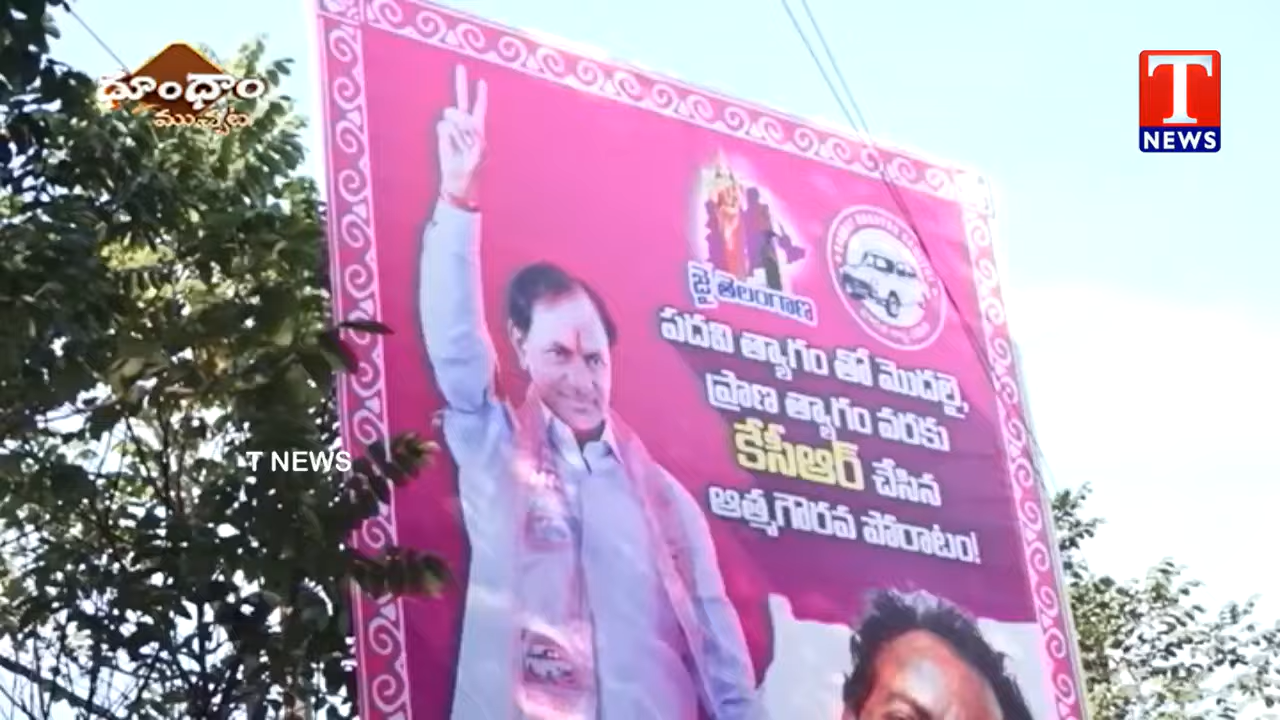 ధూంధాం
ముచ్చట
T
NEWS
జై తెలంగాణ
పదవి త్యాగం తో మొదలై,
ప్రాణ త్యాగం వరకు
కేసీఆర్ చేసిన
ఆత్మగౌరవ పోరాటం!
T NEWS